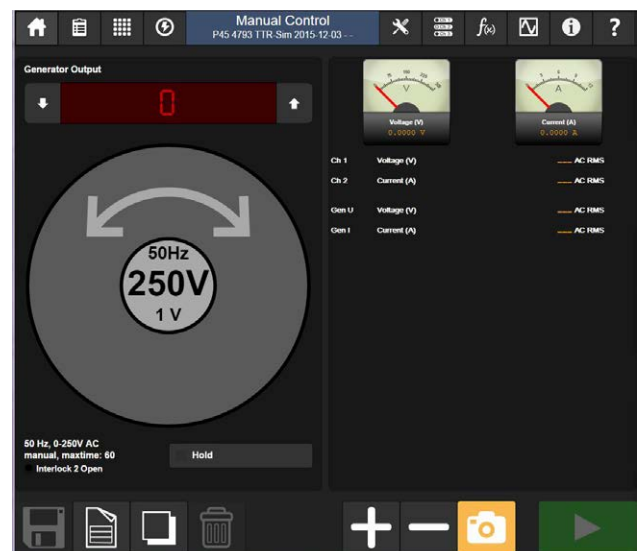 Manual Control
P45 4793 TTR-Sim 2015-12-03 - -
f(x)
i
?
Generator Output
0
50Hz
250V
1 V
50 Hz, 0-250V AC
manual, maxtime: 60
Interlock 2 Open
Hold
V
Voltage (V)
0.0000 V
A
Current (A)
0.0000 A
Ch 1 Voltage (V) ___ AC RMS
Ch 2 Current (A) ___ AC RMS
Gen U Voltage (V) ___ AC RMS
Gen I Current (A) ___ AC RMS